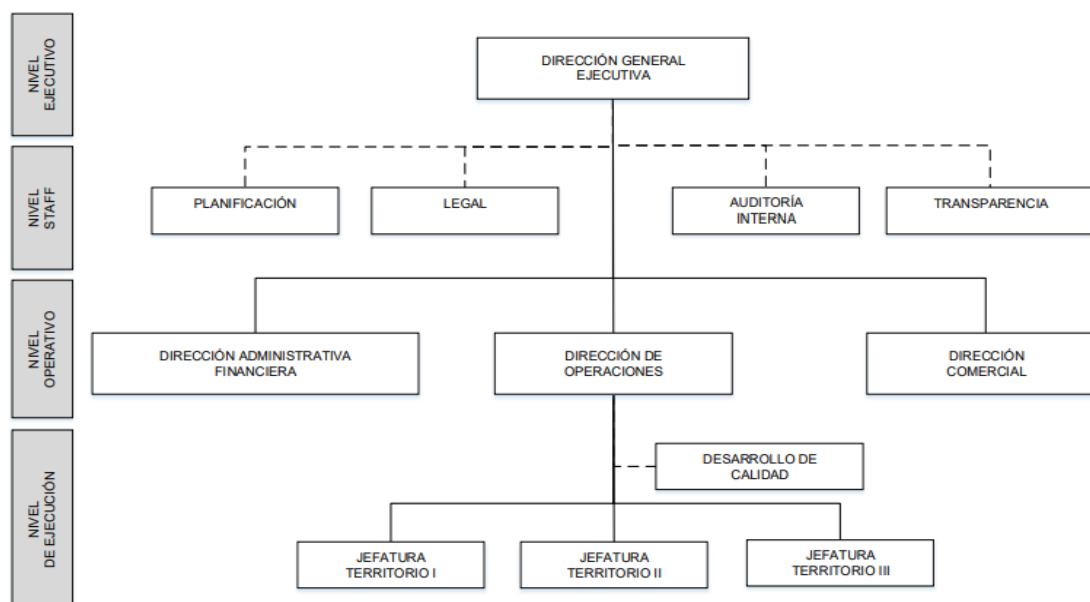 NIVEL
EJECUTIVO
DIRECCIÓN GENERAL
EJECUTIVA
NIVEL
STAFF
PLANIFICACIÓN
LEGAL
AUDITORÍA
INTERNA
TRANSPARENCIA
NIVEL
OPERATIVO
DIRECCIÓN ADMINISTRATIVA
FINANCIERA
DIRECCIÓN DE
OPERACIONES
DIRECCIÓN
COMERCIAL
NIVEL
DE EJECUCIÓN
DESARROLLO DE
CALIDAD
JEFATURA
TERRITORIO I
JEFATURA
TERRITORIO II
JEFATURA
TERRITORIO III